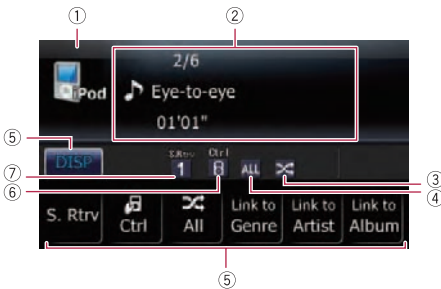 ① ②
2/6
iPod
Eye-to-eye
01'01"
⑤ DISP
S.Rtrv Ctrl
1 8 ALL
⑦ ⑥ ③ ④
S. Rtrv
Ctrl
All
Link to Genre
Link to Artist
Link to Album
⑤